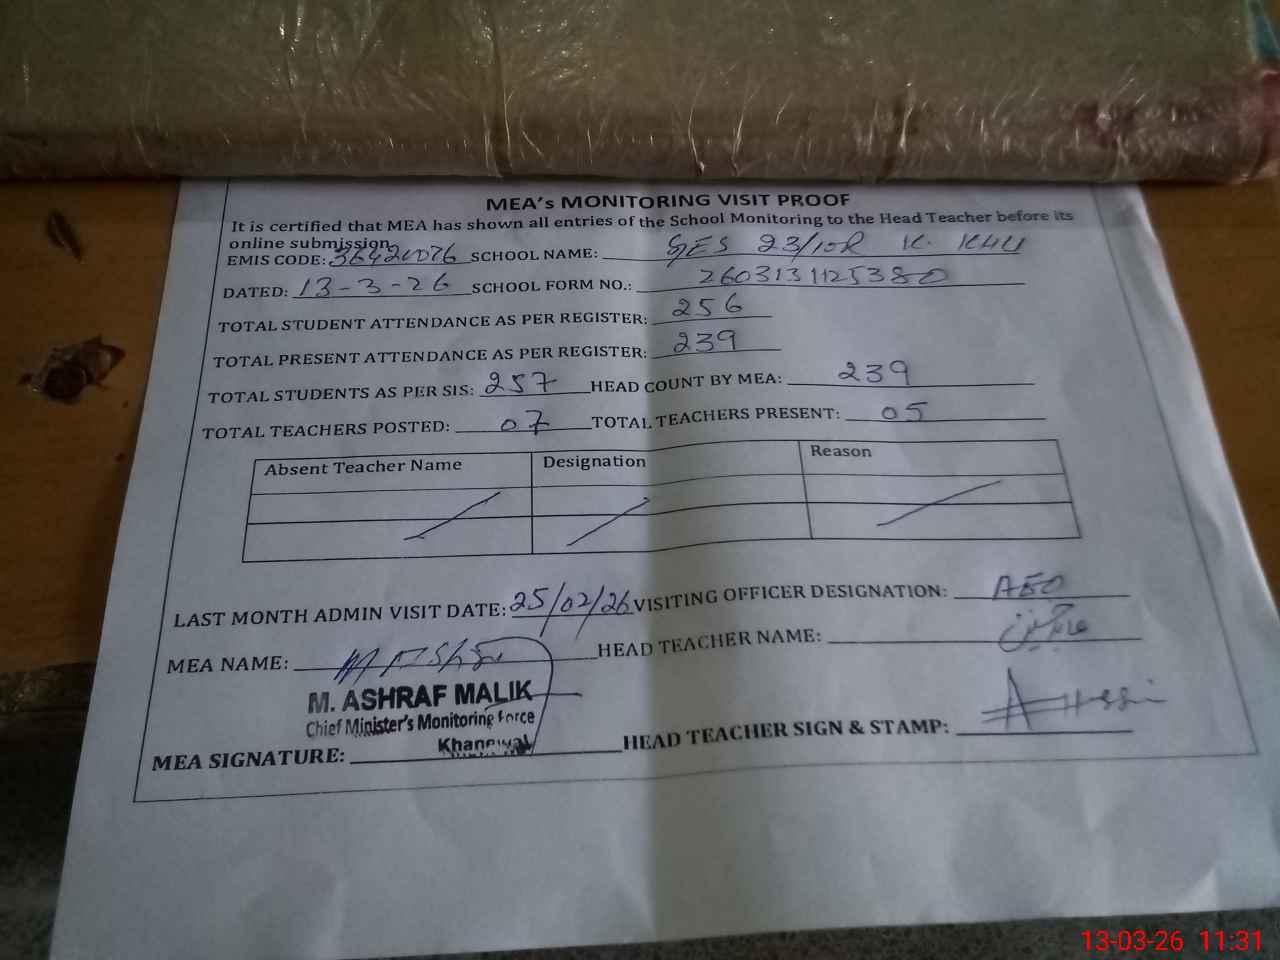 MEA's MONITORING VISIT PROOF
It is certified that MEA has shown all entries of the School Monitoring to the Head Teacher before its
online submission
EMIS CODE: 36420076 SCHOOL NAME: GES 23/10R K. KHU
DATED: 13-3-26 SCHOOL FORM NO.: 2603131125380
TOTAL STUDENT ATTENDANCE AS PER REGISTER: 256
TOTAL PRESENT ATTENDANCE AS PER REGISTER: 239
TOTAL STUDENTS AS PER SIS: 257 HEAD COUNT BY MEA: 239
TOTAL TEACHERS POSTED: 07 TOTAL TEACHERS PRESENT: 05
Absent Teacher Name Designation Reason
LAST MONTH ADMIN VISIT DATE: 25/02/26 VISITING OFFICER DESIGNATION: AEO
MEA NAME: HEAD TEACHER NAME:
M. ASHRAF MALIK
Chief Minister's Monitoring Force
Khanewal
MEA SIGNATURE: HEAD TEACHER SIGN & STAMP:
13-03-26 11:31